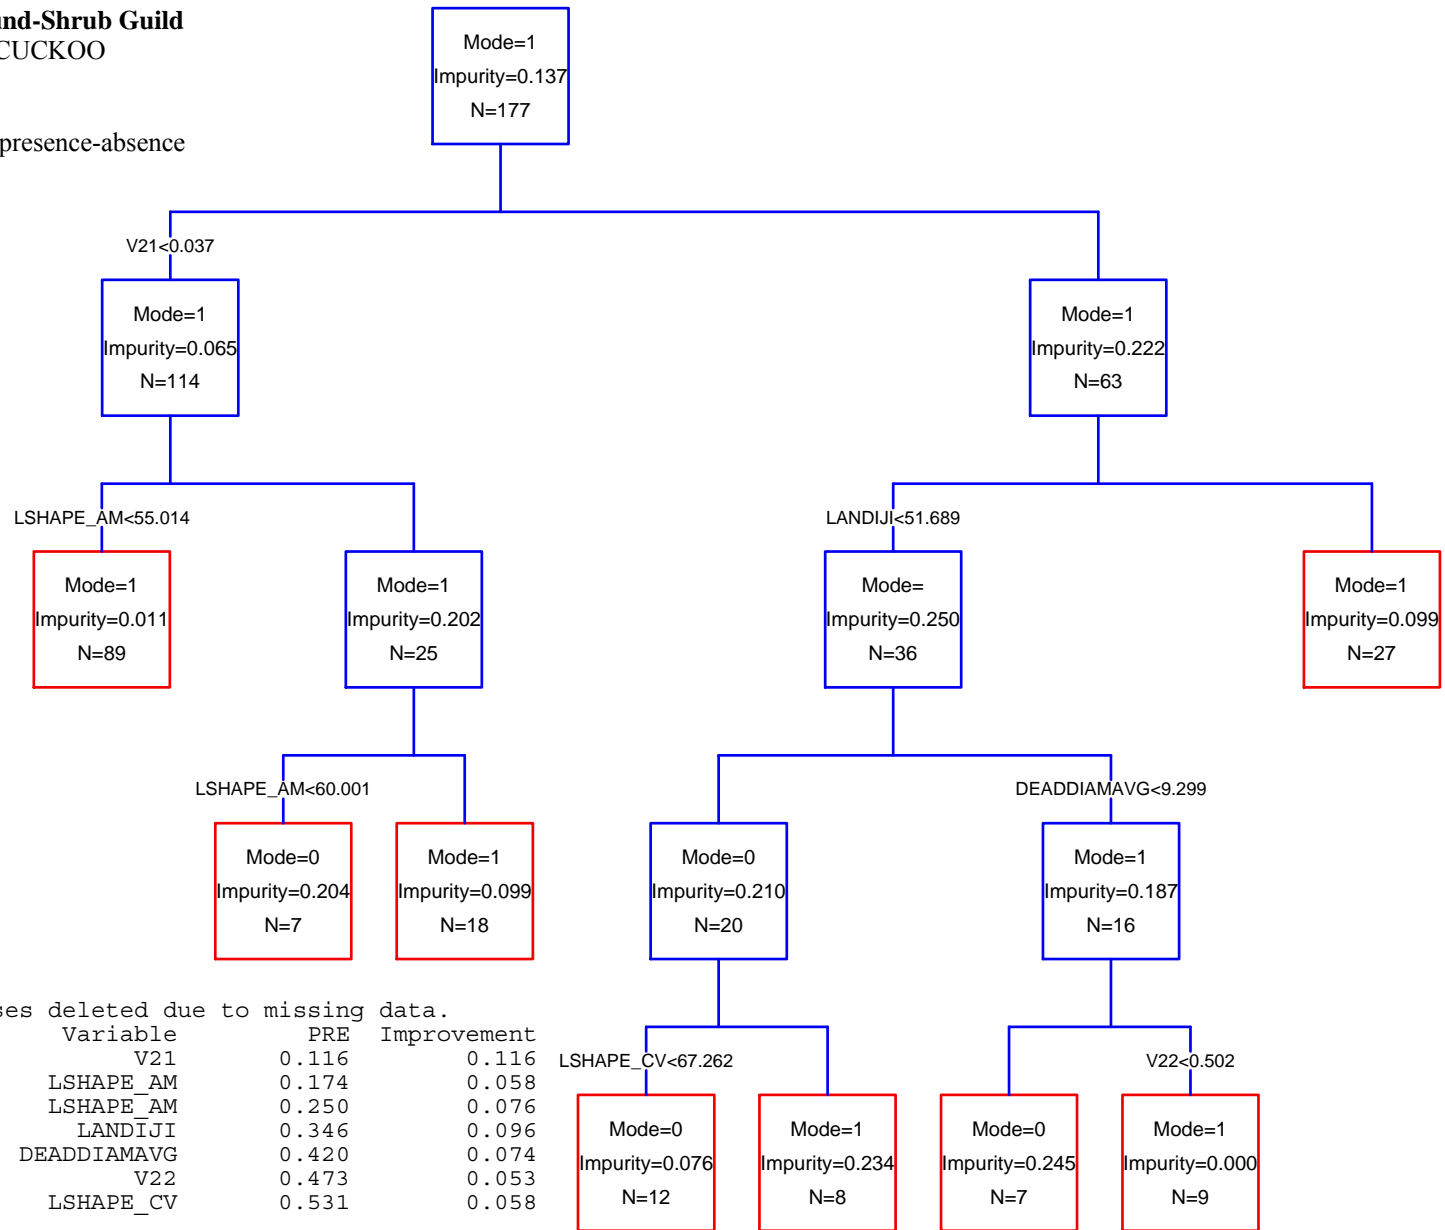 und-Shrub Guild
CUCKOO
presence-absence
Mode=1
Impurity=0.137
N=177
V21<0.037
Mode=1
Impurity=0.065
N=114
Mode=1
Impurity=0.222
N=63
LSHAPE_AM<55.014
LANDIJI<51.689
Mode=1
Impurity=0.011
N=89
Mode=1
Impurity=0.202
N=25
Mode=
Impurity=0.250
N=36
Mode=1
Impurity=0.099
N=27
LSHAPE_AM<60.001
DEADDIAMAVG<9.299
Mode=0
Impurity=0.204
N=7
Mode=1
Impurity=0.099
N=18
Mode=0
Impurity=0.210
N=20
Mode=1
Impurity=0.187
N=16
ses deleted due to missing data.
Variable PRE Improvement
V21 0.116 0.116
LSHAPE_AM 0.174 0.058
LSHAPE_AM 0.250 0.076
LANDIJI 0.346 0.096
DEADDIAMAVG 0.420 0.074
V22 0.473 0.053
LSHAPE_CV 0.531 0.058
LSHAPE_CV<67.262
V22<0.502
Mode=0
Impurity=0.076
N=12
Mode=1
Impurity=0.234
N=8
Mode=0
Impurity=0.245
N=7
Mode=1
Impurity=0.000
N=9